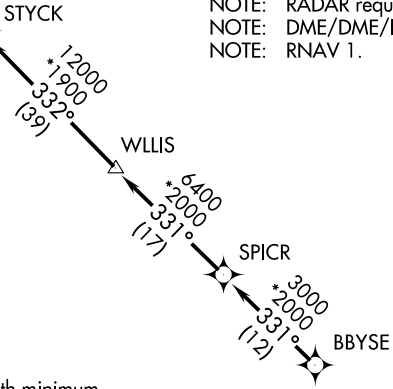 STYCK
NOTE: RADAR requ
NOTE: DME/DME/
NOTE: RNAV 1.
12000
*1900
332°
(39)
WLLIS
6400
*2000
331°
(17)
SPICR
3000
*2000
331°
(12)
BBYSE
th minimum